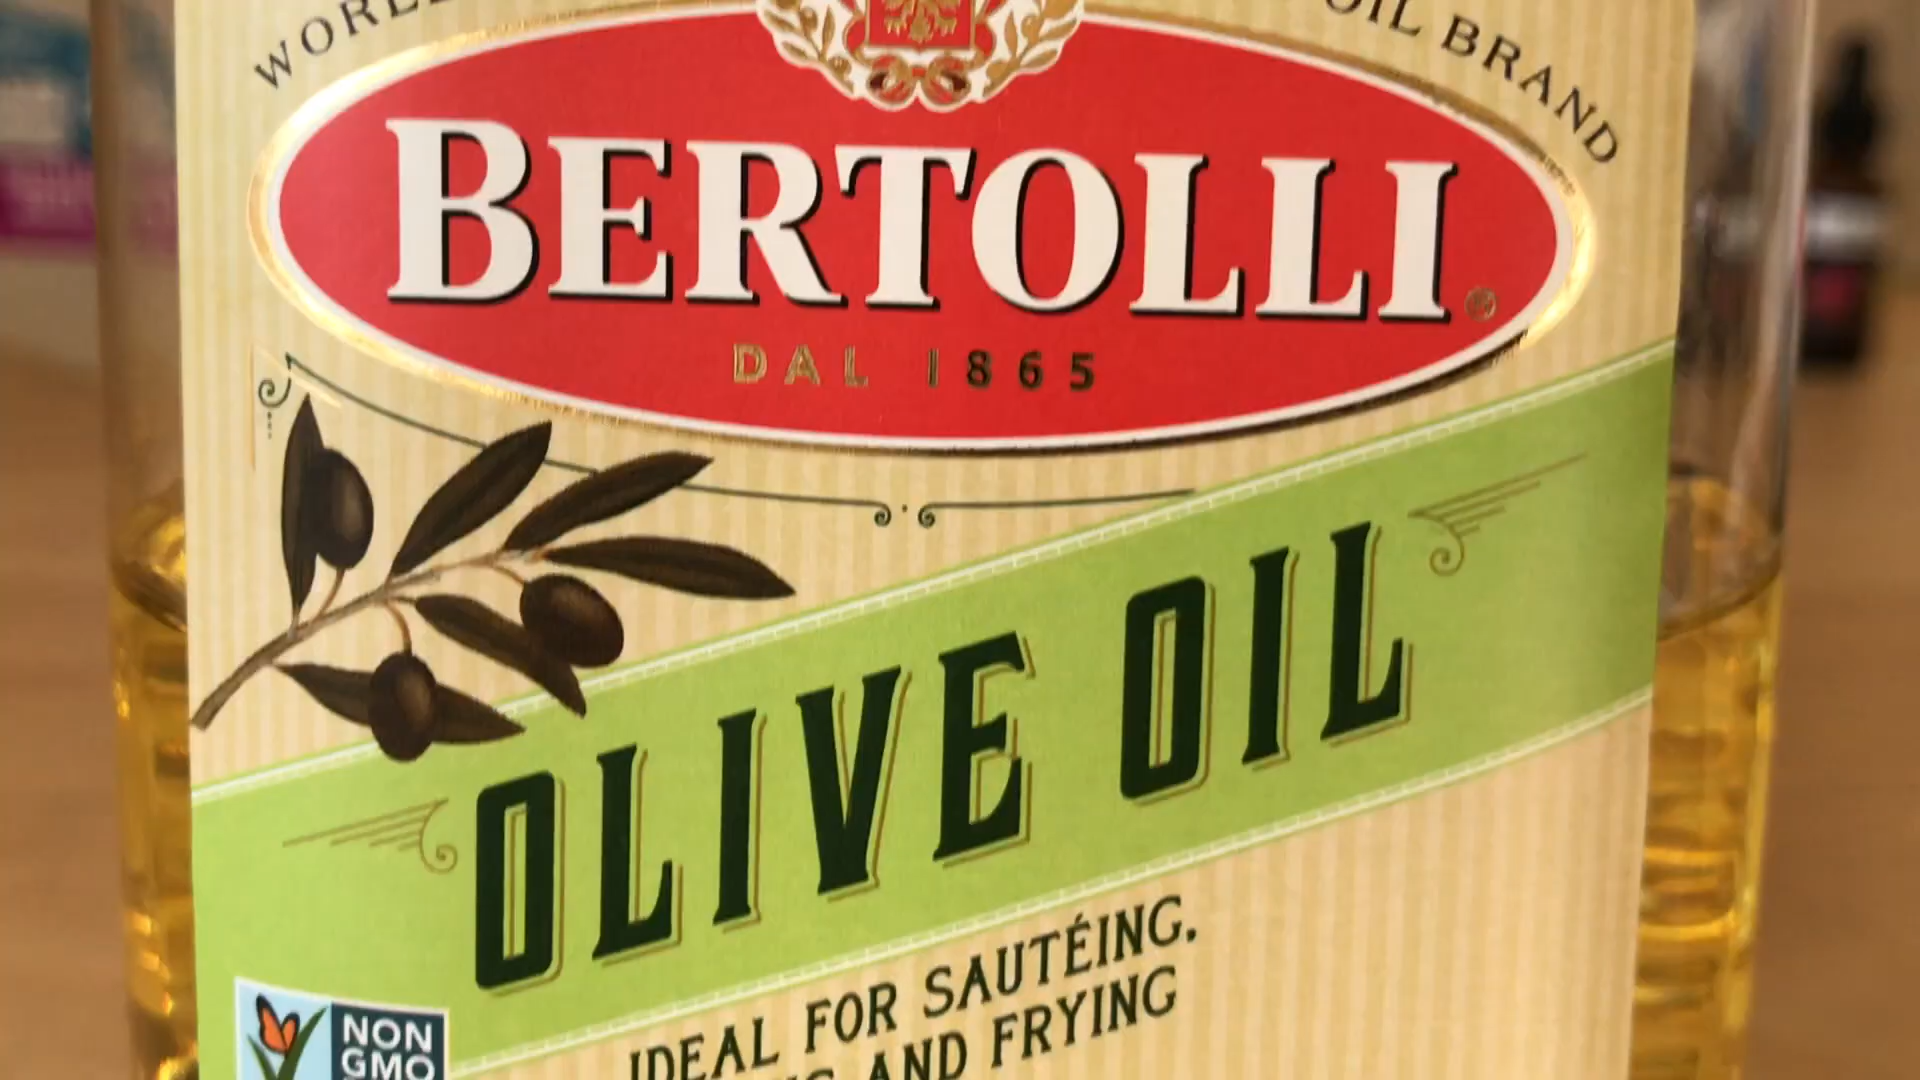 OIL BRAND
BERTOLLI®
DAL 1865
OLIVE OIL
IDEAL FOR SAUTÉING,
AND FRYING
NON
GMO